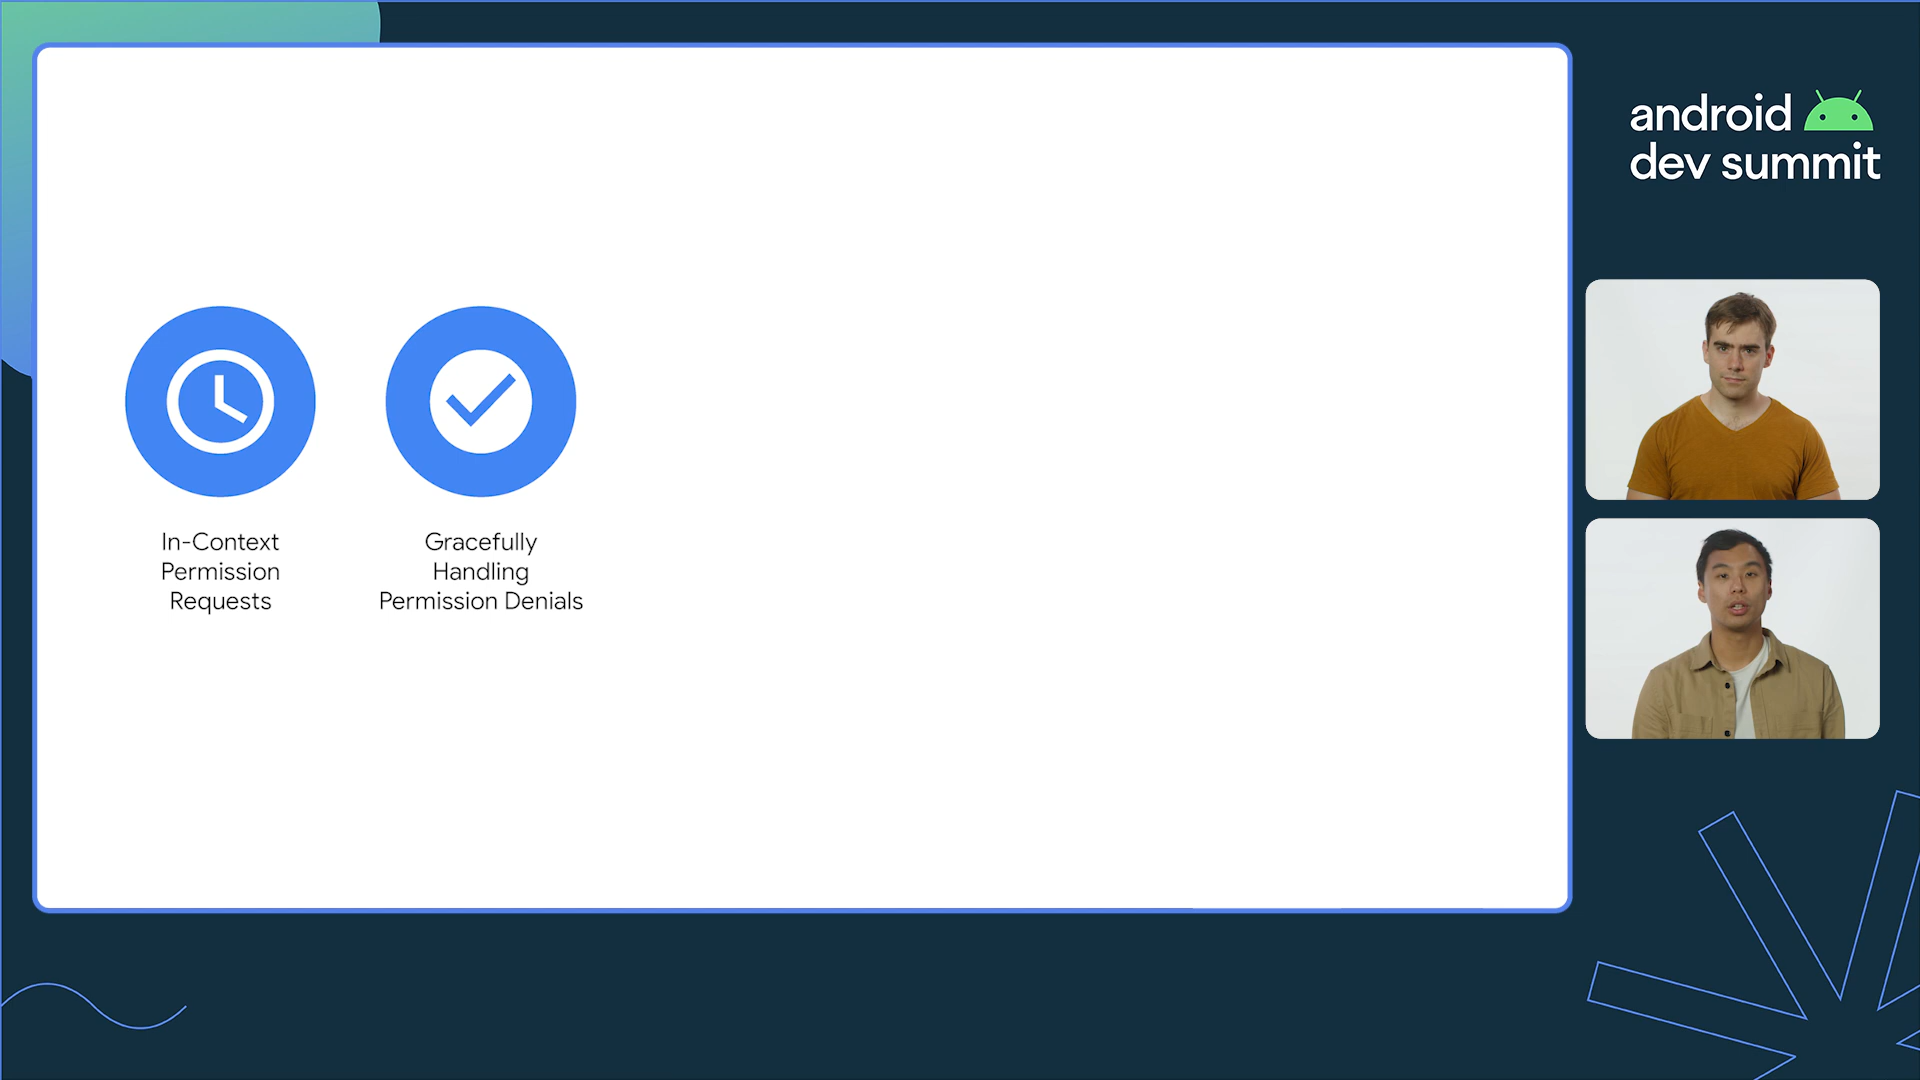 android
dev summit
In-Context
Permission
Requests
Gracefully
Handling
Permission Denials